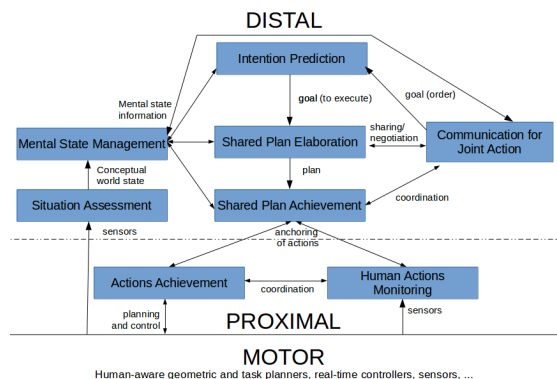 DISTAL
Intention Prediction
Mental state
information
goal (to execute)
goal (order)
Mental State Management
Shared Plan Elaboration
sharing/
negotiation
Communication for
Joint Action
Conceptual
world state
plan
Situation Assessment
Shared Plan Achievement
coordination
sensors
anchoring
of actions
Actions Achievement
coordination
Human Actions
Monitoring
planning
and control
PROXIMAL
sensors
MOTOR
Human-aware geometric and task planners, real-time controllers, sensors, ...